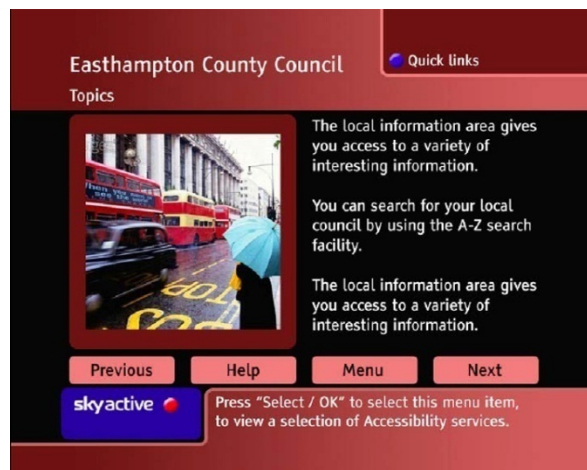 Easthampton County Council
Quick links
Topics
The local information area gives
you access to a variety of
interesting information.
You can search for your local
council by using the A-Z search
facility.
The local information area gives
you access to a variety of
interesting information.
Previous
Help
Menu
Next
skyactive
Press "Select / OK" to select this menu item,
to view a selection of Accessibility services.